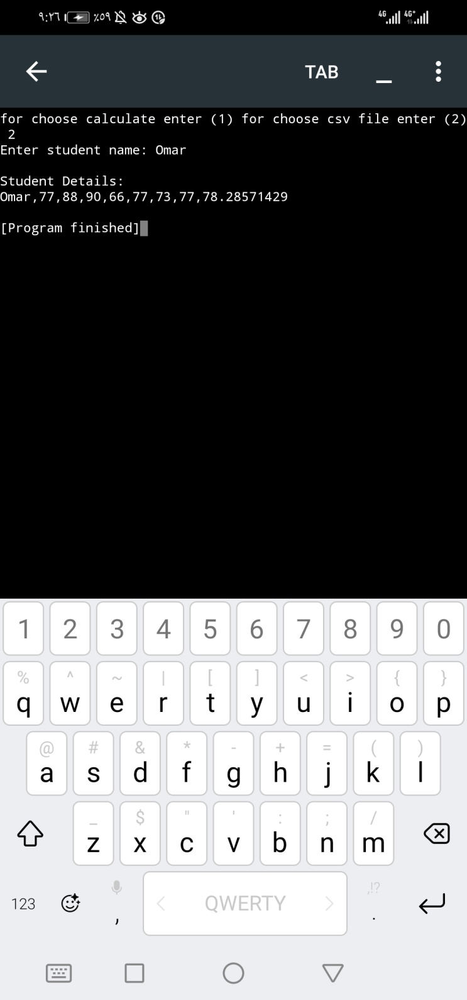 ٩:٢٦ ٪٥٩ 4G 4G+
TAB
for choose calculate enter (1) for choose csv file enter (2)
2
Enter student name: Omar
Student Details:
Omar,77,88,90,66,77,73,77,78.28571429
[Program finished]
1 2 3 4 5 6 7 8 9 0
% ^ ~ | [ ] < > { }
q w e r t y u i o p
@ # & * - + = ( )
a s d f g h j k l
_ $ " ' : ; /
z x c v b n m
,!?
123 , QWERTY .